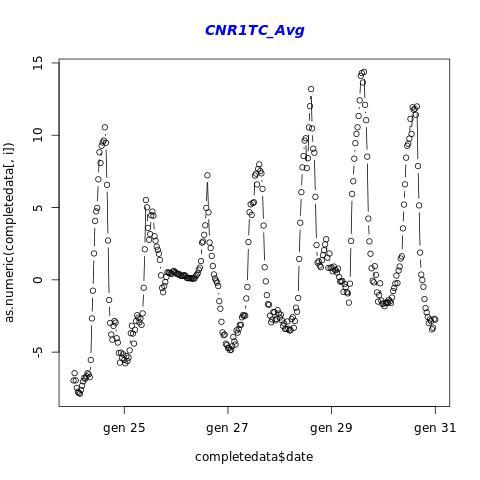 CNR1TC_Avg
as.numeric(completedata[, i])
15
10
5
0
-5
gen 25
gen 27
gen 29
gen 31
completedata$date